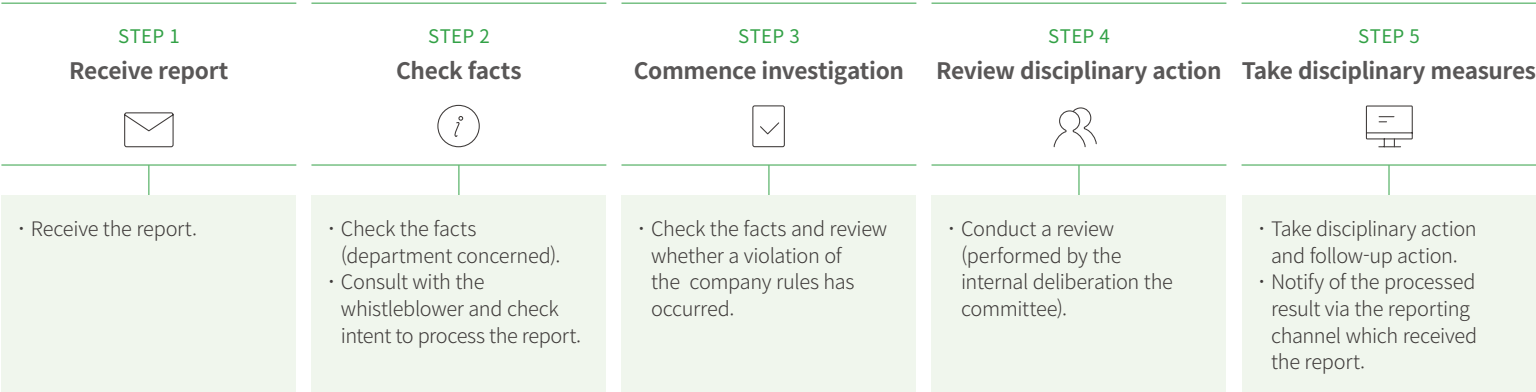 STEP 1
Receive report
· Receive the report.
STEP 2
Check facts
· Check the facts
(department concerned).
· Consult with the
whistleblower and check
intent to process the report.
STEP 3
Commence investigation
· Check the facts and review
whether a violation of
the  company rules has
occurred.
STEP 4
Review disciplinary action
· Conduct a review
(performed by the
internal deliberation the
committee).
STEP 5
Take disciplinary measures
· Take disciplinary action
and follow-up action.
· Notify of the processed
result via the reporting
channel which received
the report.